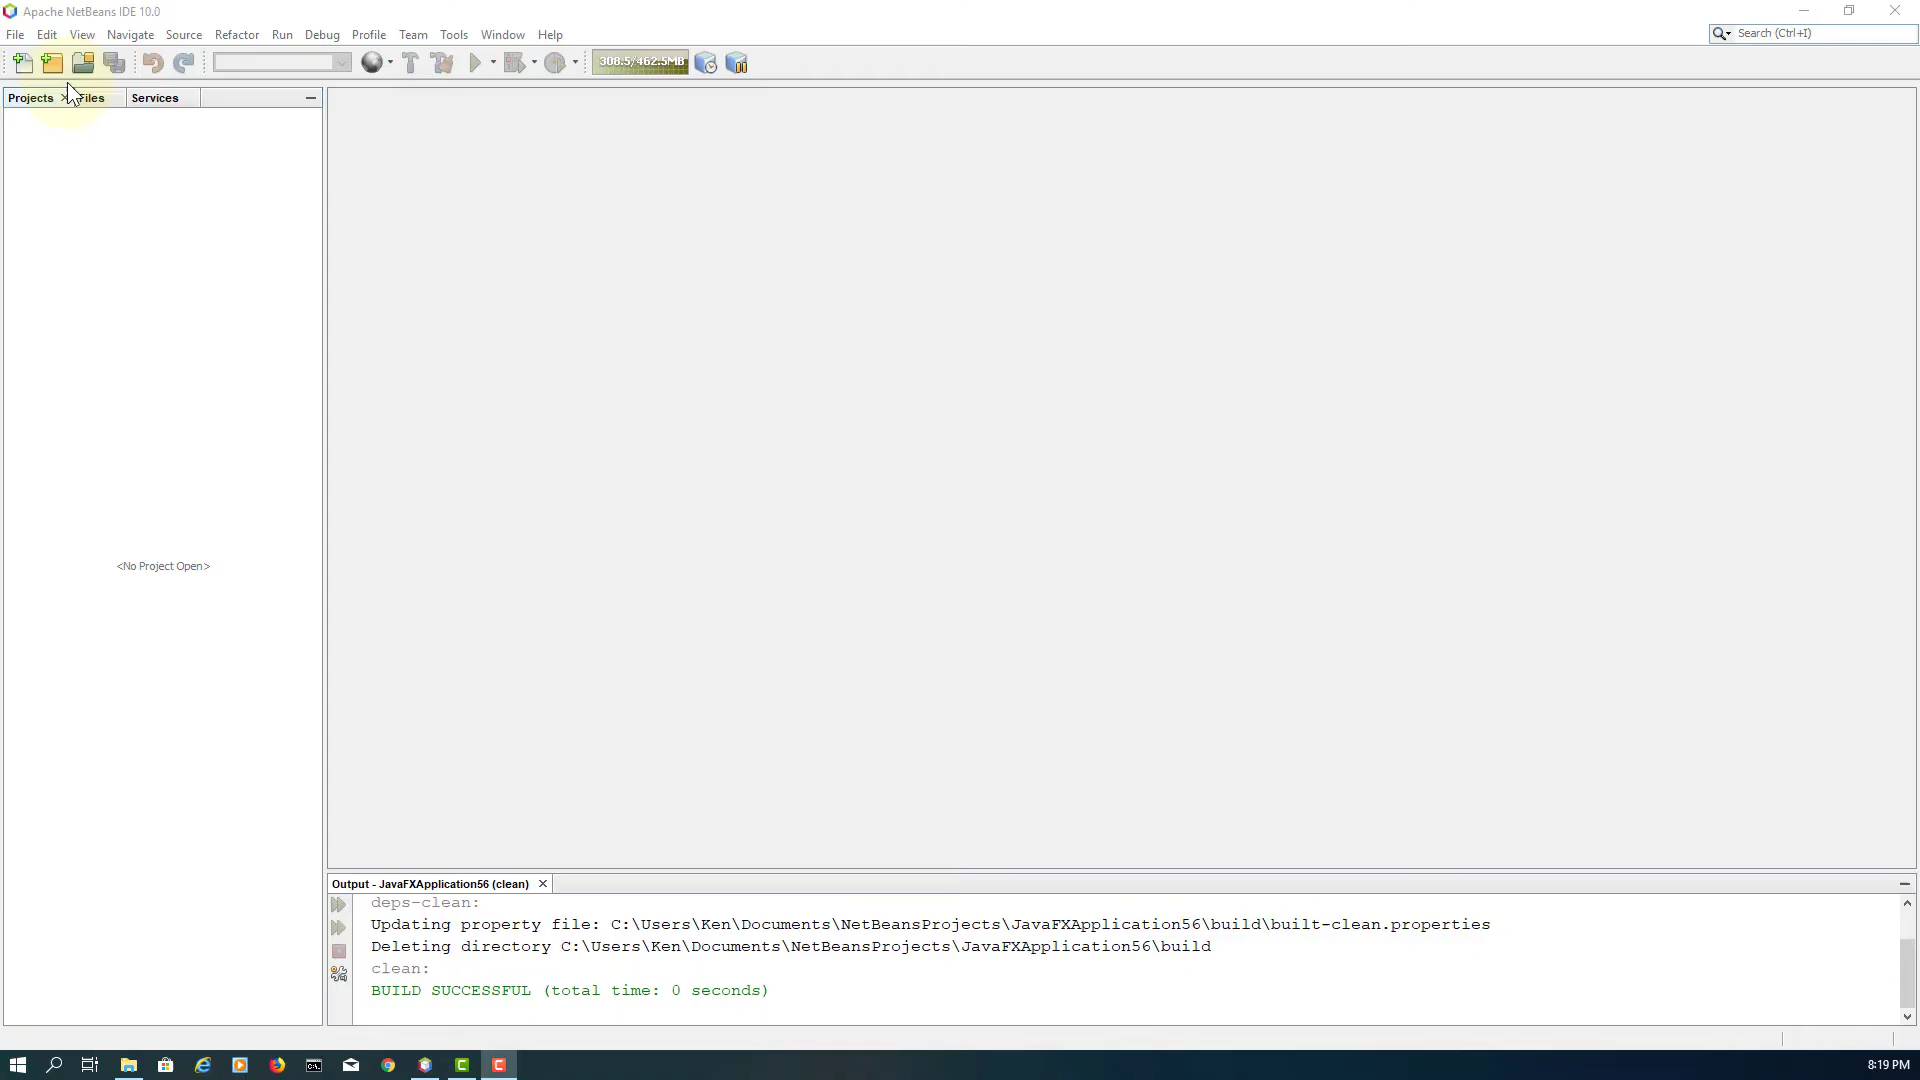 Apache NetBeans IDE 10.0
File Edit View Navigate Source Refactor Run Debug Profile Team Tools Window Help
Search (Ctrl+I)
308.5/462.5MB
Projects Files Services
<No Project Open>
Output - JavaFXApplication56 (clean)
deps-clean:
Updating property file: C:\Users\Ken\Documents\NetBeansProjects\JavaFXApplication56\build\built-clean.properties
Deleting directory C:\Users\Ken\Documents\NetBeansProjects\JavaFXApplication56\build
clean:
BUILD SUCCESSFUL (total time: 0 seconds)
8:19 PM